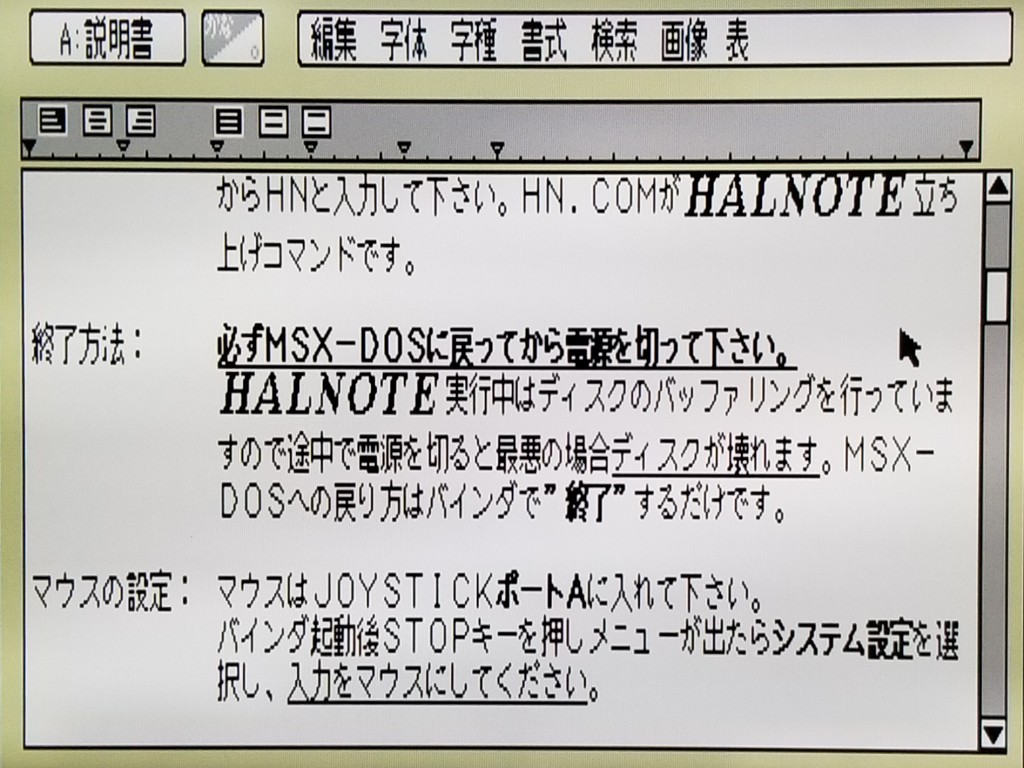 A:説明書 かな 編集 字体 字種 書式 検索 画像 表
からHNと入力して下さい。HN.COMがHALNOTE立ち
上げコマンドです。
終了方法： 必ずMSX-DOSに戻ってから電源を切って下さい。
HALNOTE実行中はディスクのバッファリングを行っていま
すので途中で電源を切ると最悪の場合ディスクが壊れます。MSX-
DOSへの戻り方はバインダで”終了”するだけです。
マウスの設定： マウスはJOYSTICKポートAに入れて下さい。
バインダ起動後STOPキーを押しメニューが出たらシステム設定を選
択し、入力をマウスにしてください。